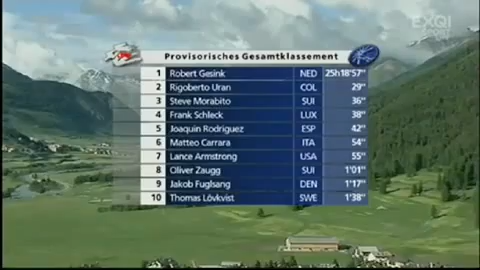 EXQI
SPORT
Provisorisches Gesamtklassement
1 Robert Gesink NED 25h18'57"
2 Rigoberto Uran COL 29"
3 Steve Morabito SUI 36"
4 Frank Schleck LUX 38"
5 Joaquin Rodriguez ESP 42"
6 Matteo Carrara ITA 54"
7 Lance Armstrong USA 55"
8 Oliver Zaugg SUI 1'01"
9 Jakob Fuglsang DEN 1'17"
10 Thomas Lövkvist SWE 1'38"